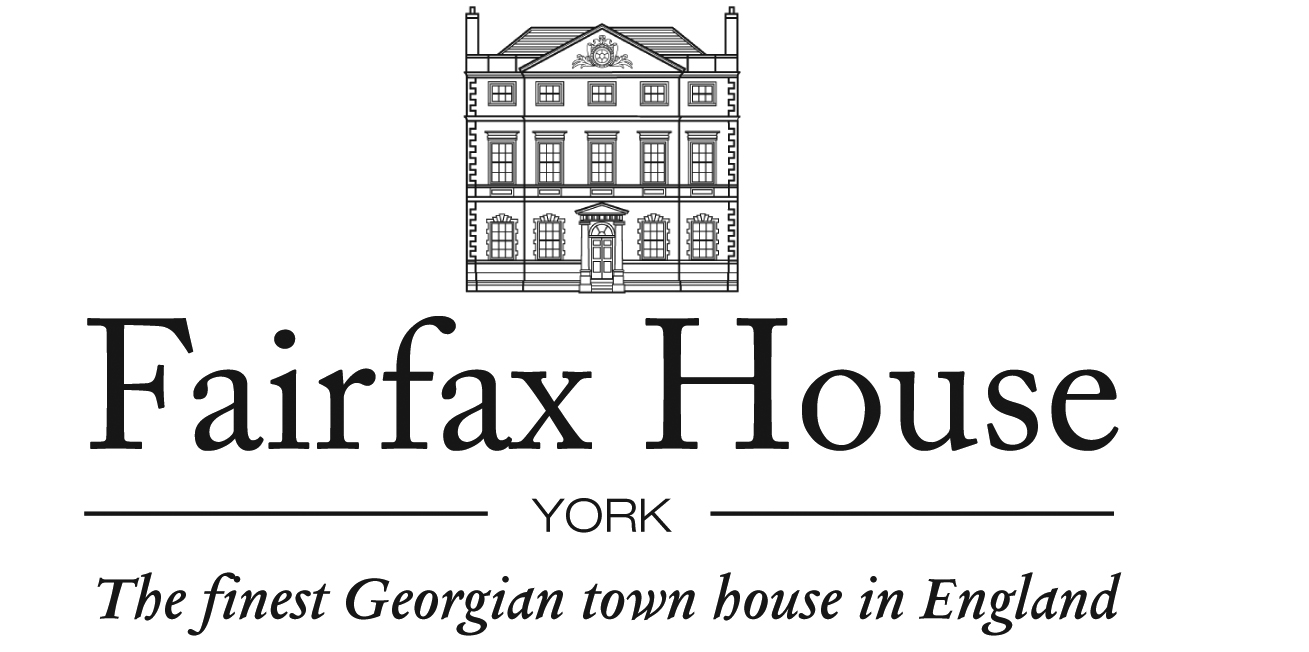 Fairfax House
YORK
The finest Georgian town house in England